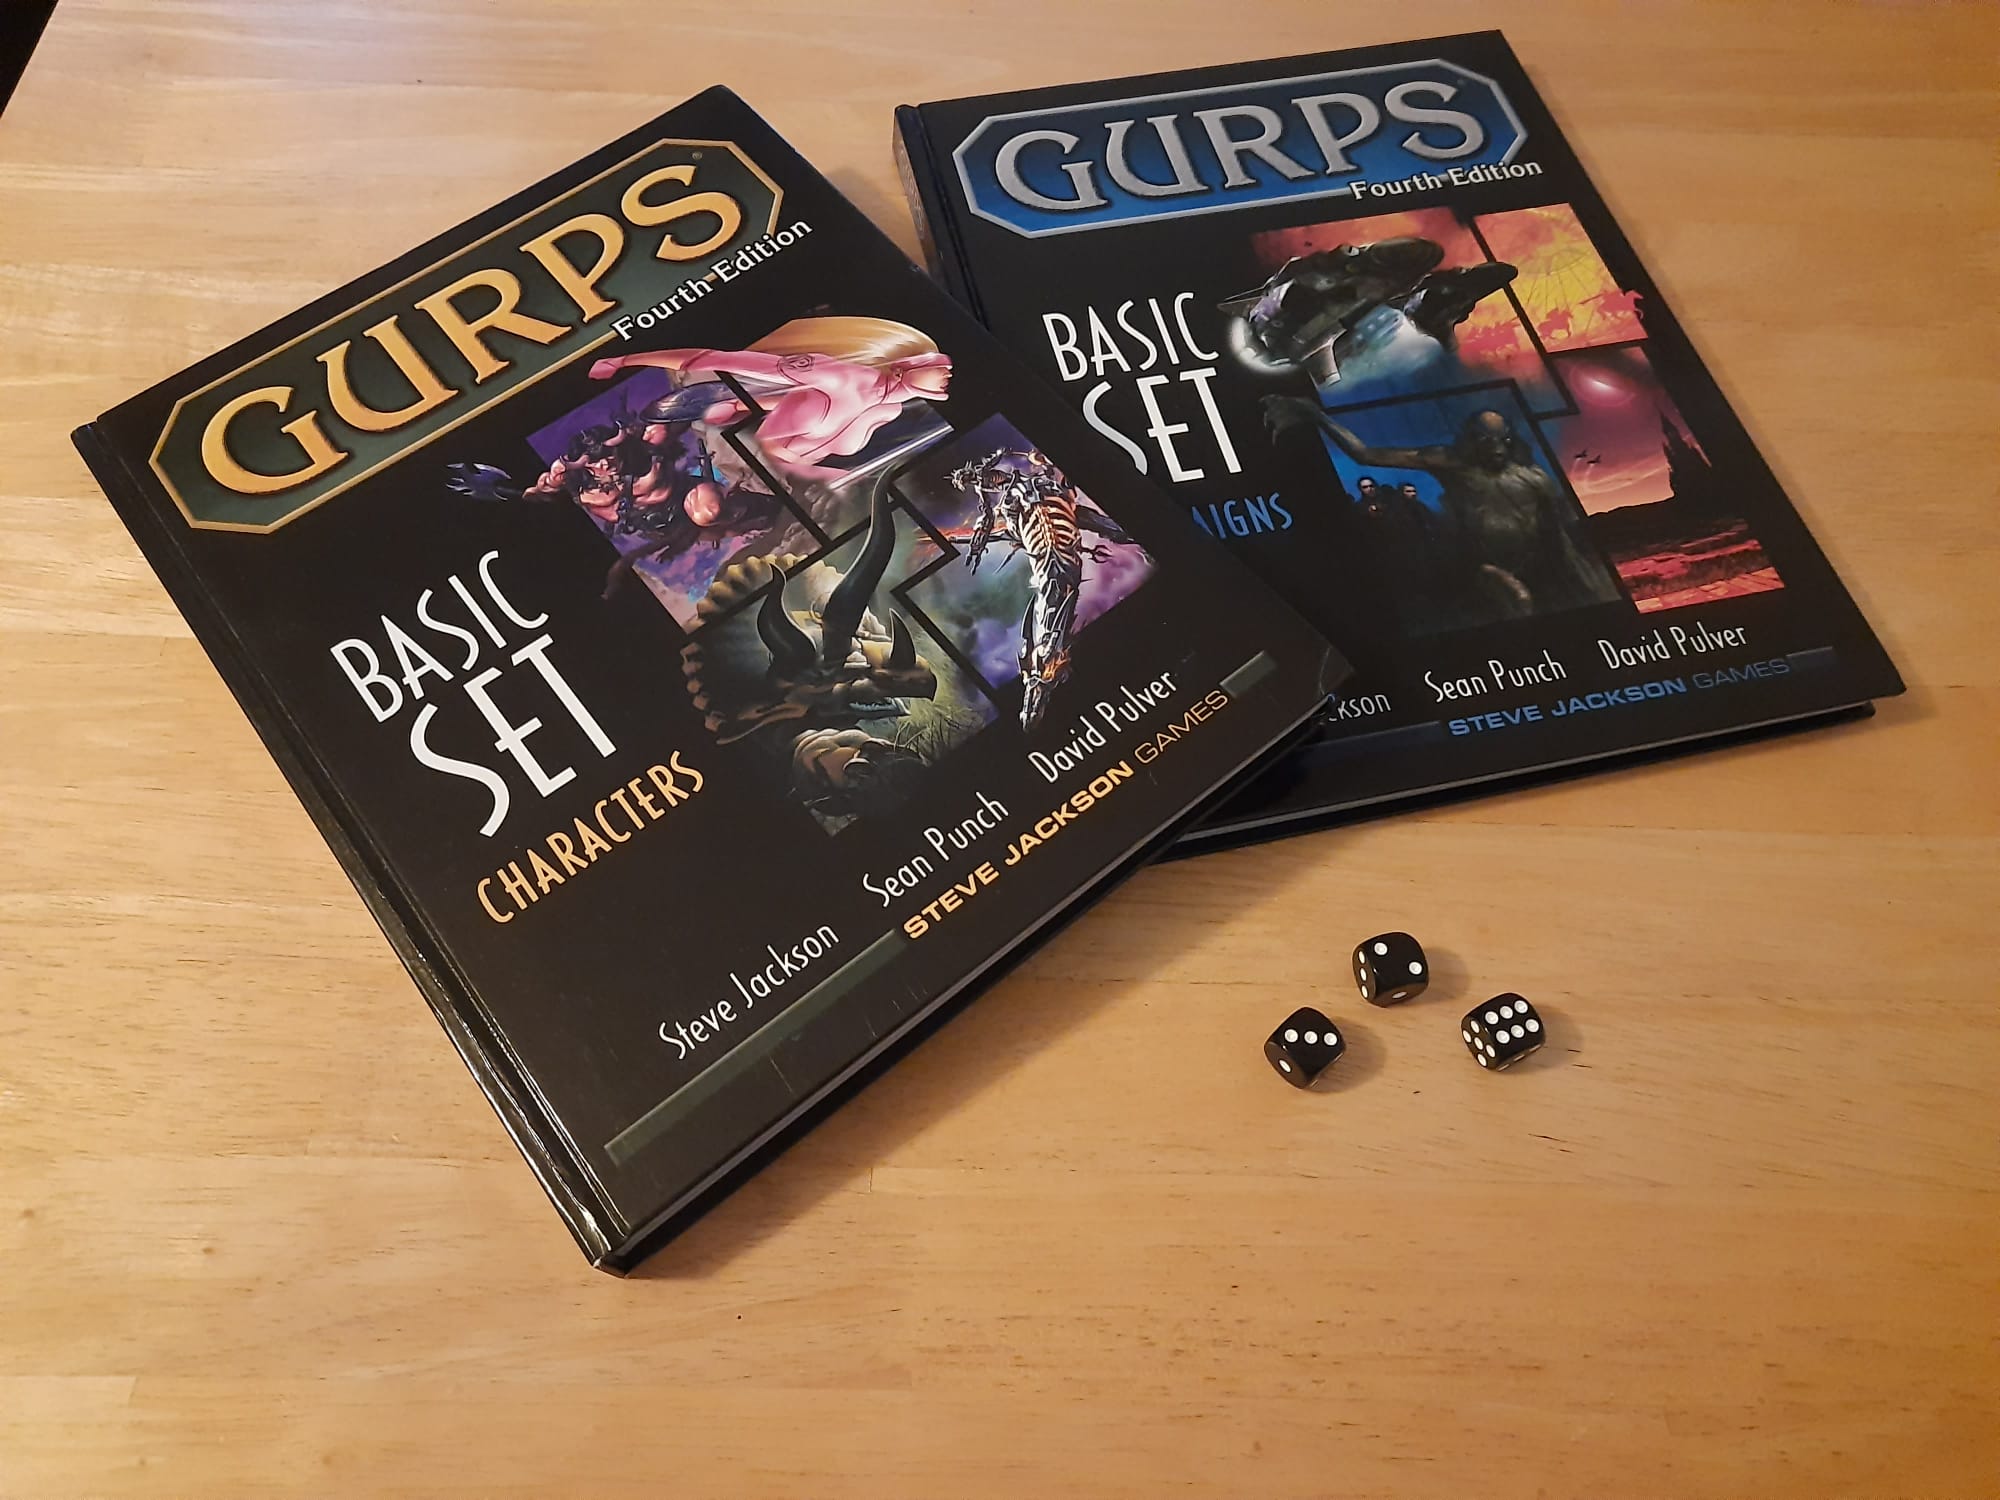 GURPS®
Fourth Edition
BASIC
SET
CHARACTERS
Steve Jackson Sean Punch David Pulver
STEVE JACKSON GAMES
GURPS®
Fourth Edition
BASIC
SET
AIGNS
ckson Sean Punch David Pulver
STEVE JACKSON GAMES